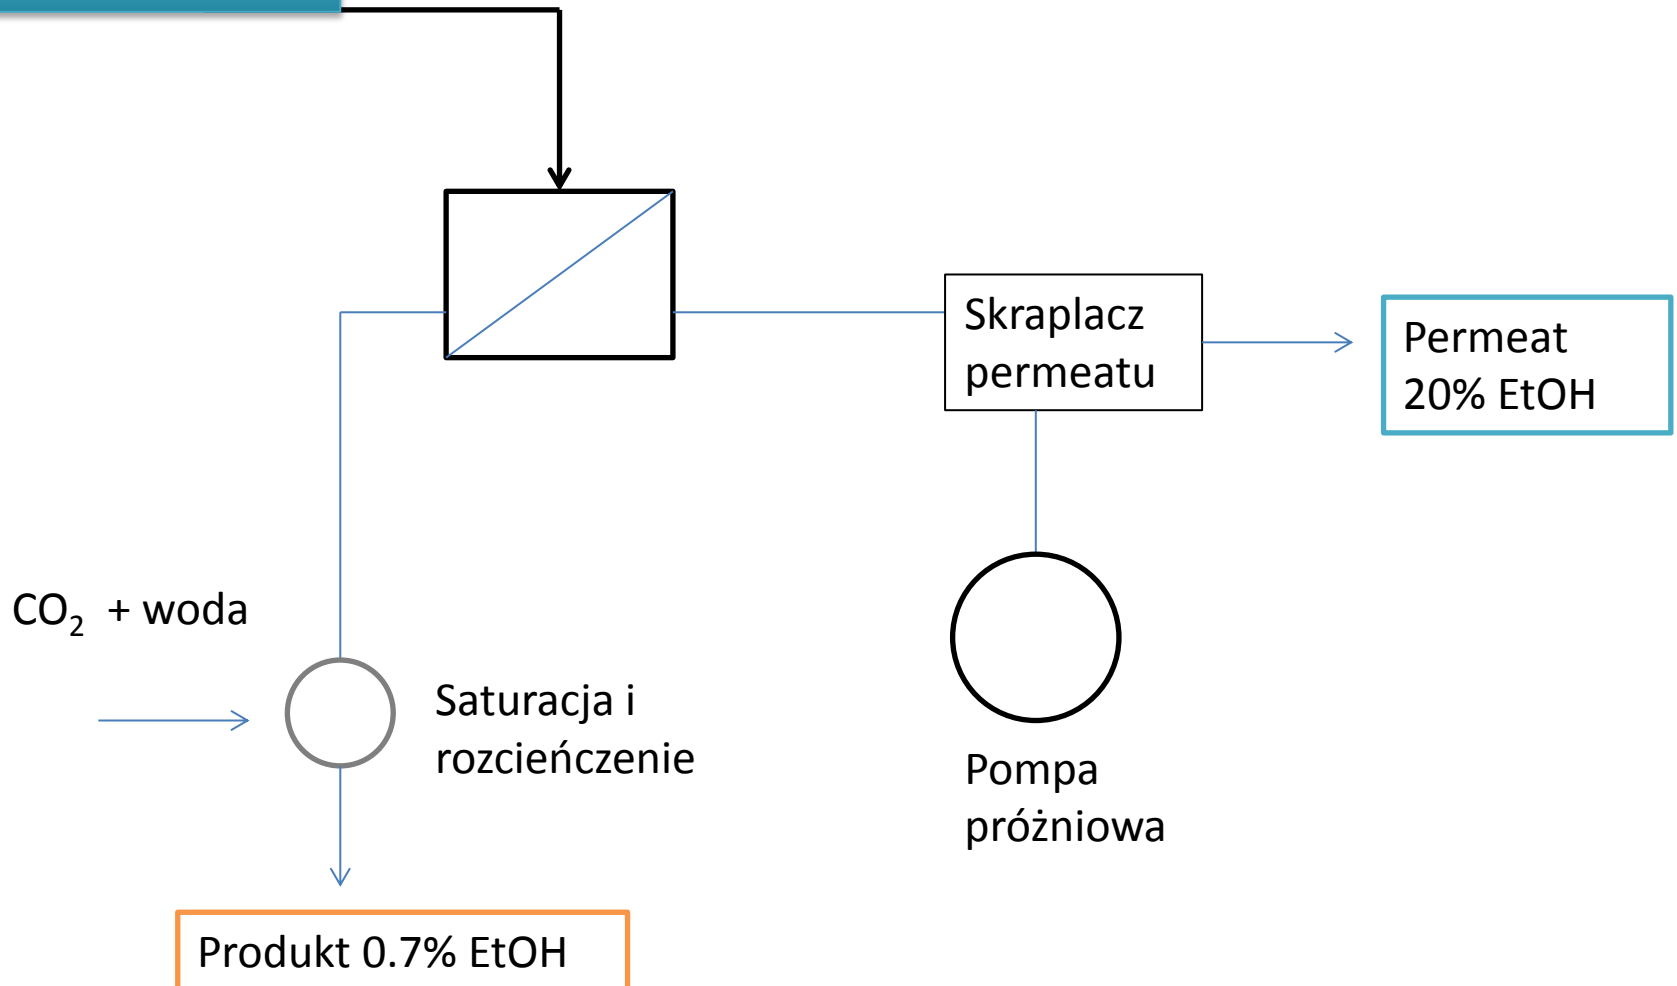 Skraplacz
permeatu
Permeat
20% EtOH
CO₂ + woda
Saturacja i
rozcieńczenie
Pompa
próżniowa
Produkt 0.7% EtOH